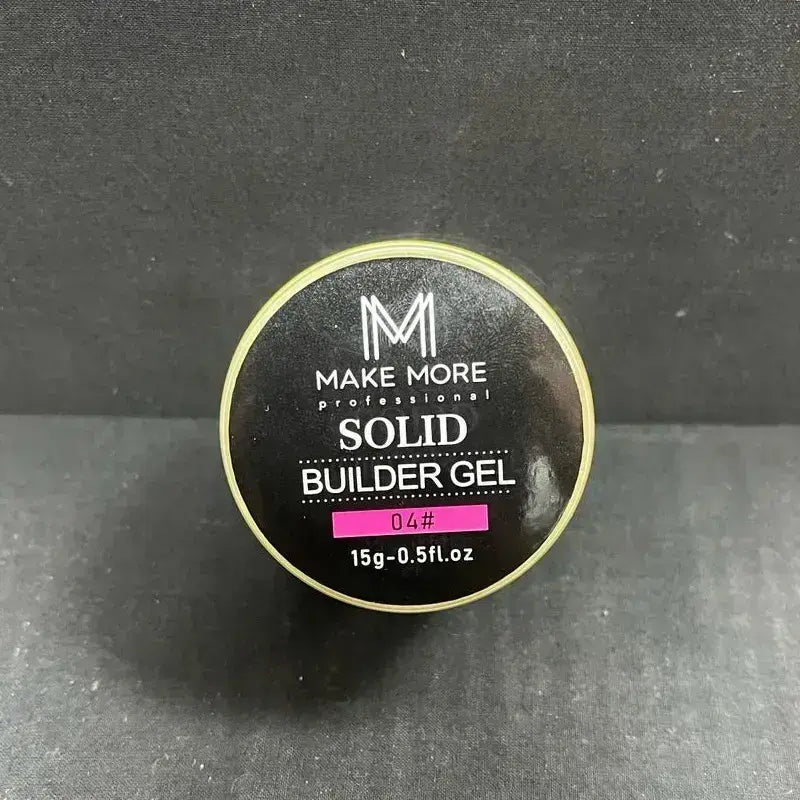 M
MAKE MORE
professional
SOLID
BUILDER GEL
04#
15g-0.5fl.oz